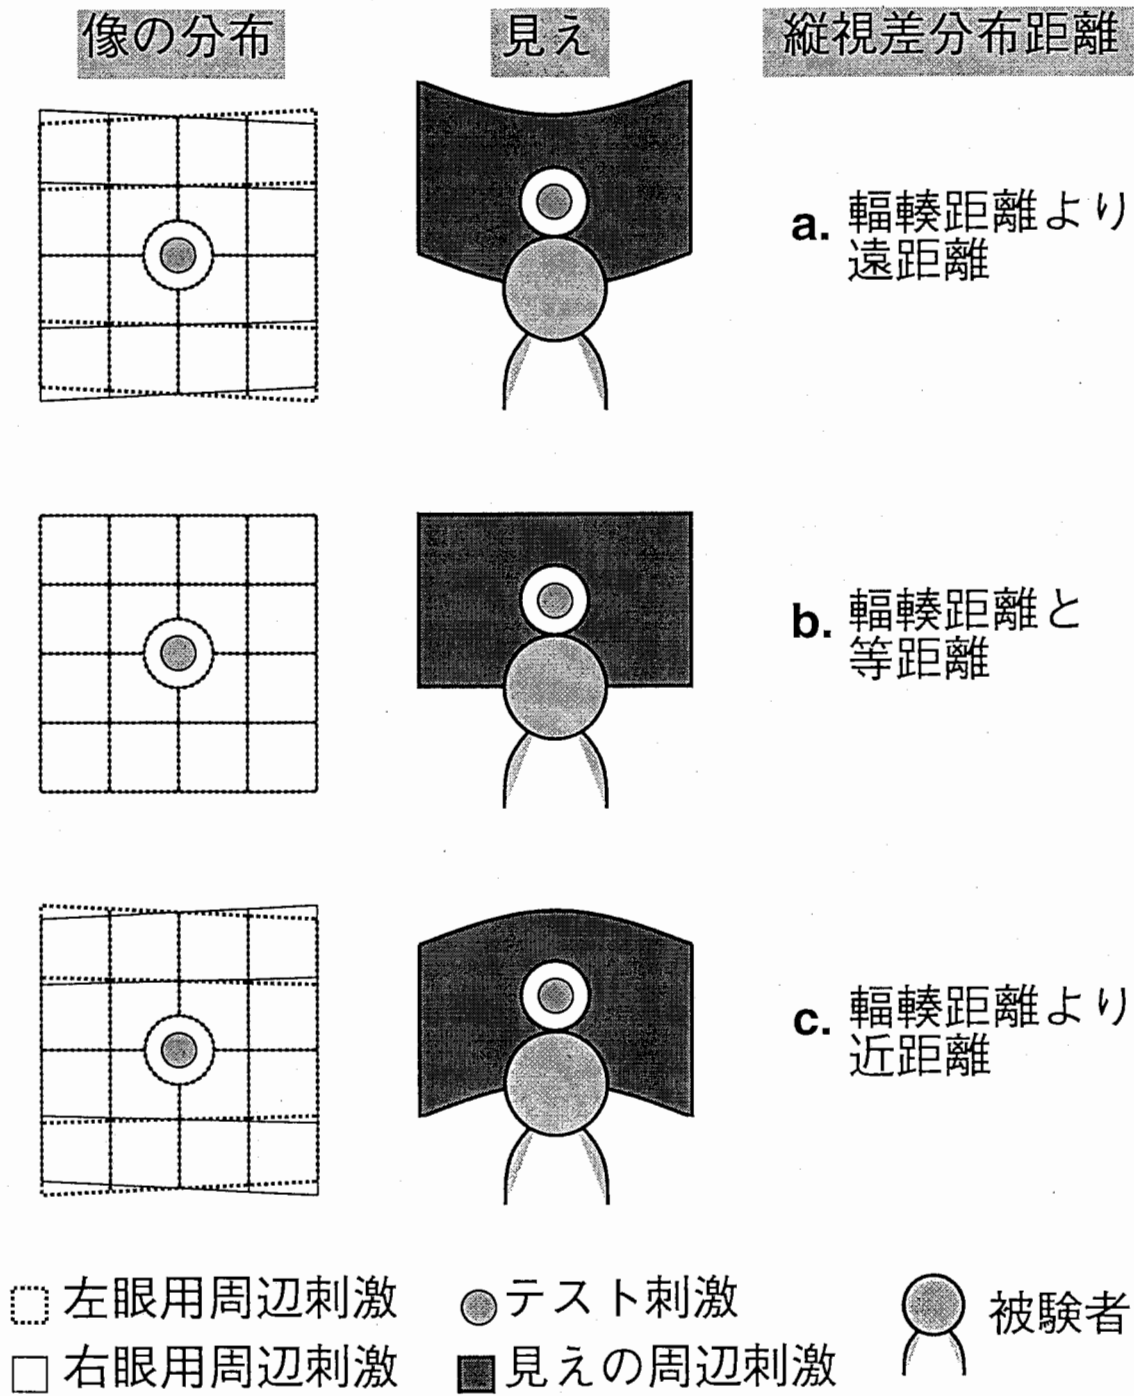 像の分布
見え
縦視差分布距離
a. 輻輳距離より
遠距離
b. 輻輳距離と
等距離
c. 輻輳距離より
近距離
左眼用周辺刺激
テスト刺激
被験者
右眼用周辺刺激
見えの周辺刺激